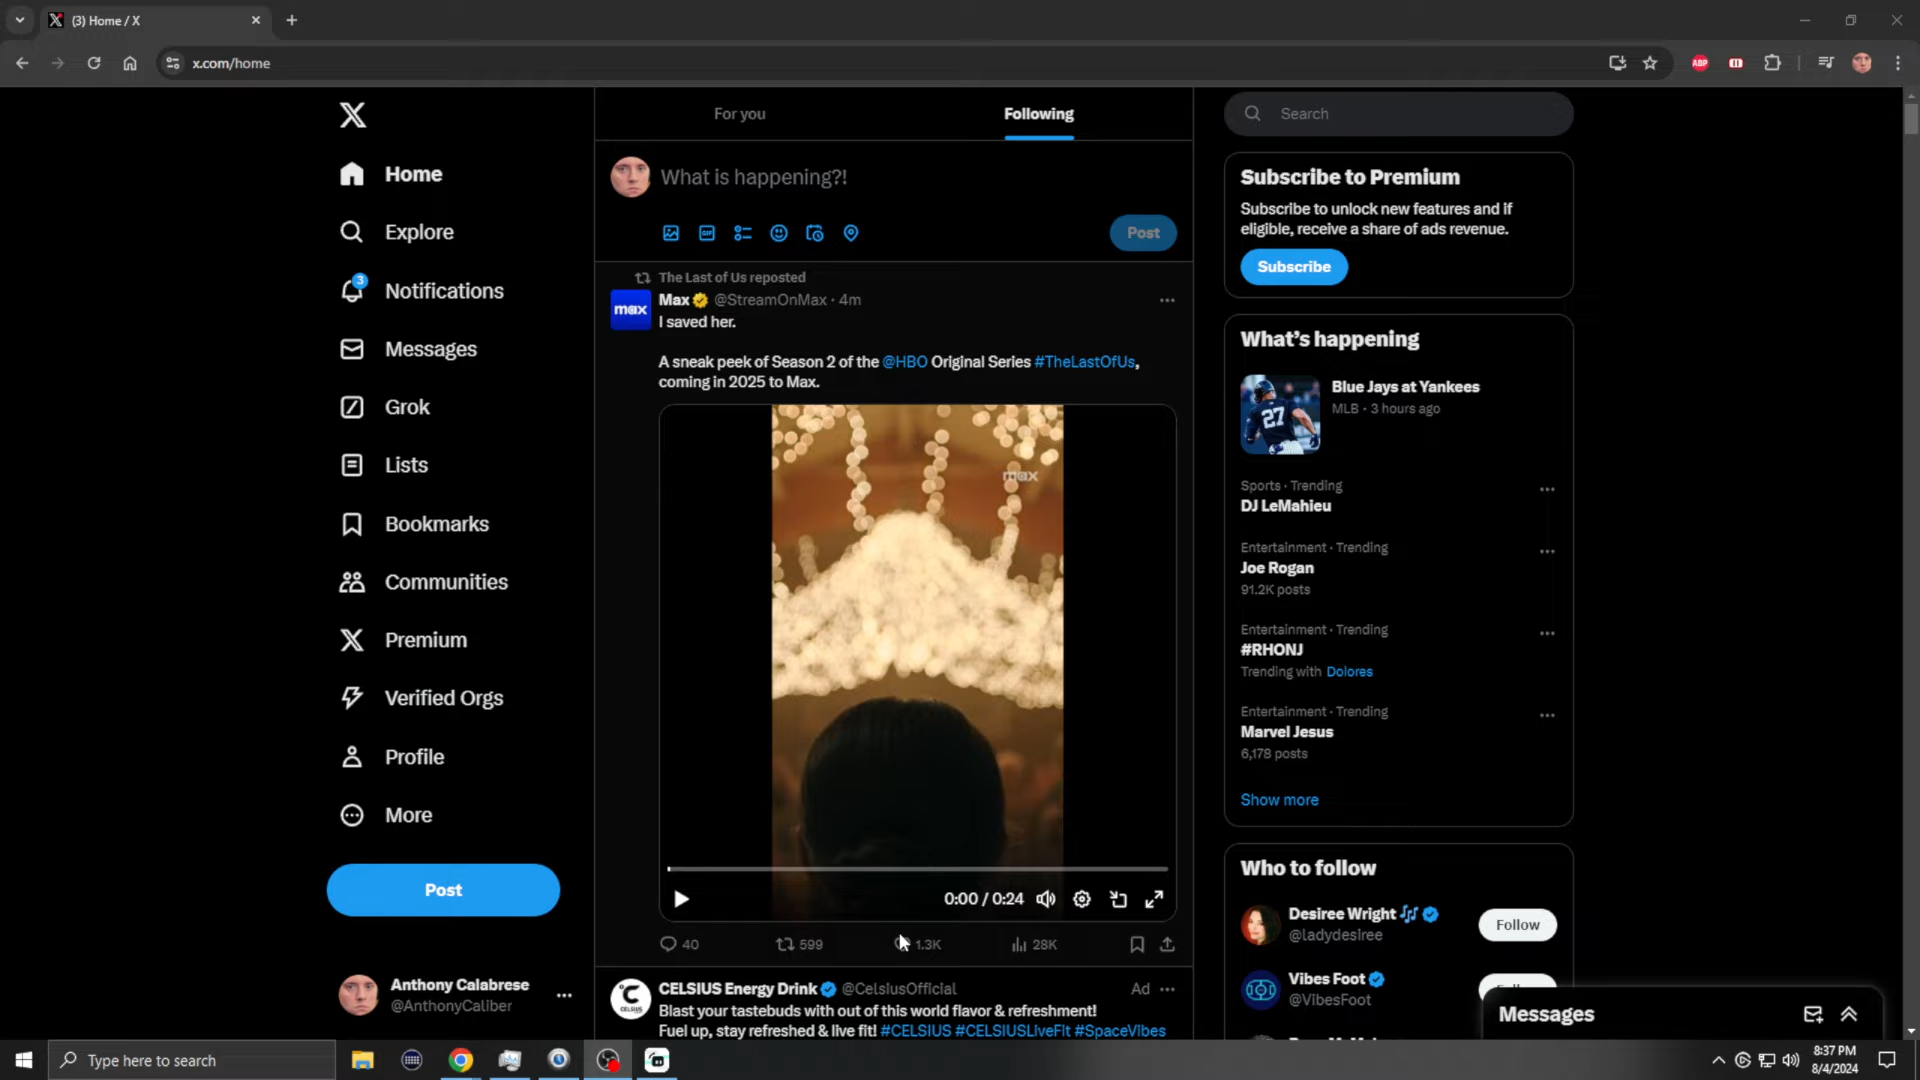 (3) Home / X
x.com/home
ABP
Home
Explore
3
Notifications
Messages
Grok
Lists
Bookmarks
Communities
Premium
Verified Orgs
Profile
More
Post
Anthony Calabrese
@AnthonyCaliber
For you
Following
What is happening?!
GIF
Post
The Last of Us reposted
max
Max @StreamOnMax · 4m
I saved her.
A sneak peek of Season 2 of the @HBO Original Series #TheLastOfUs,
coming in 2025 to Max.
max
0:00 / 0:24
40
599
1.3K
28K
CELSIUS
CELSIUS Energy Drink @CelsiusOfficial
Ad
Blast your tastebuds with out of this world flavor & refreshment!
Fuel up, stay refreshed & live fit! #CELSIUS #CELSIUSLiveFit #SpaceVibes
Search
Subscribe to Premium
Subscribe to unlock new features and if
eligible, receive a share of ads revenue.
Subscribe
What's happening
27
Blue Jays at Yankees
MLB · 3 hours ago
Sports · Trending
DJ LeMahieu
Entertainment · Trending
Joe Rogan
91.2K posts
Entertainment · Trending
#RHONJ
Trending with Dolores
Entertainment · Trending
Marvel Jesus
6,178 posts
Show more
Who to follow
Desiree Wright
@ladydesiree
Follow
Vibes Foot
@VibesFoot
Messages
Type here to search
8:37 PM
8/4/2024